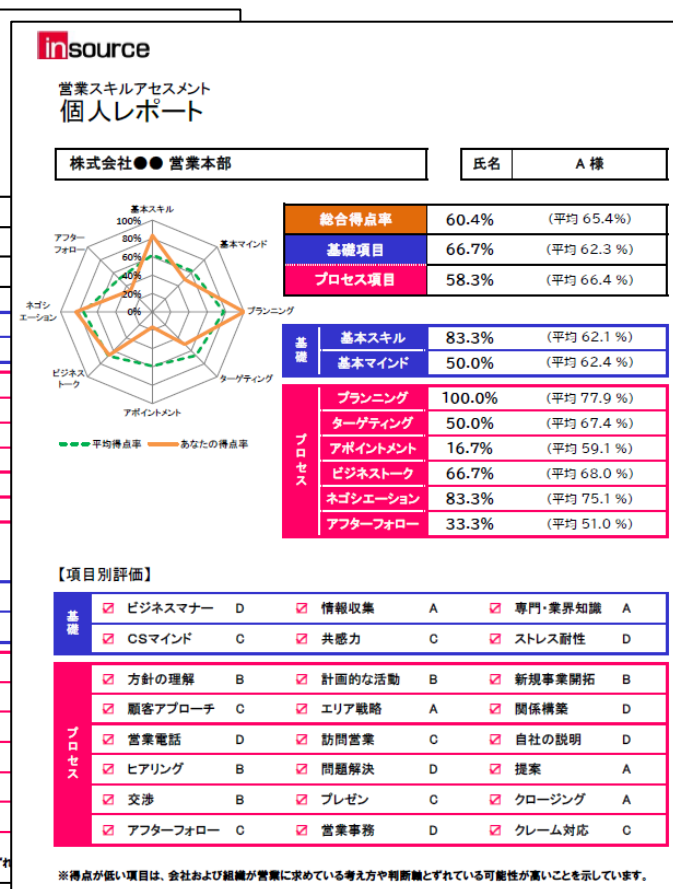 insource
営業スキルアセスメント
個人レポート
株式会社●● 営業本部
氏名 A 様
基本スキル
基本マインド
プランニング
ターゲティング
アポイントメント
ビジネス
トーク
ネゴシ
エーション
アフター
フォロー
100%
80%
60%
40%
20%
0%
平均得点率 あなたの得点率
総合得点率 60.4% (平均 65.4%)
基礎項目 66.7% (平均 62.3 %)
プロセス項目 58.3% (平均 66.4 %)
基礎
基本スキル 83.3% (平均 62.1 %)
基本マインド 50.0% (平均 62.4 %)
プロセス
プランニング 100.0% (平均 77.9 %)
ターゲティング 50.0% (平均 67.4 %)
アポイントメント 16.7% (平均 59.1 %)
ビジネストーク 66.7% (平均 68.0 %)
ネゴシエーション 83.3% (平均 75.1 %)
アフターフォロー 33.3% (平均 51.0 %)
【項目別評価】
基礎
☑ ビジネスマナー D ☑ 情報収集 A ☑ 専門・業界知識 A
☑ CSマインド C ☑ 共感力 C ☑ ストレス耐性 D
プロセス
☑ 方針の理解 B ☑ 計画的な活動 B ☑ 新規事業開拓 B
☑ 顧客アプローチ C ☑ エリア戦略 A ☑ 関係構築 D
☑ 営業電話 D ☑ 訪問営業 C ☑ 自社の説明 D
☑ ヒアリング B ☑ 問題解決 D ☑ 提案 A
☑ 交渉 B ☑ プレゼン C ☑ クロージング A
☑ アフターフォロー C ☑ 営業事務 D ☑ クレーム対応 C
※得点が低い項目は、会社および組織が営業に求めている考え方や判断軸とずれている可能性が高いことを示しています。